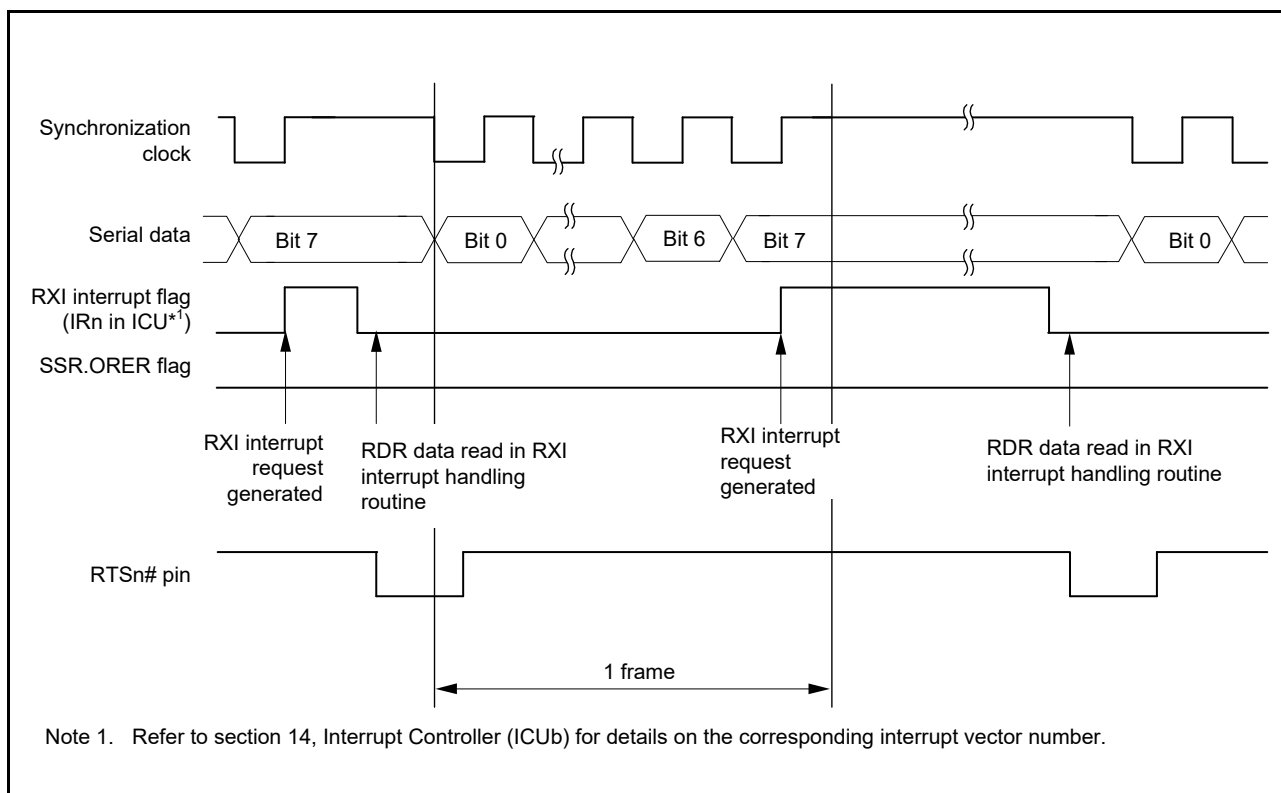 Synchronization
clock
Serial data
Bit 7
Bit 0
Bit 6
Bit 7
Bit 0
RXI interrupt flag
(IRn in ICU*1)
SSR.ORER flag
RXI interrupt
request
generated
RDR data read in RXI
interrupt handling
routine
RXI interrupt
request
generated
RDR data read in RXI
interrupt handling routine
RTSn# pin
1 frame
Note 1. Refer to section 14, Interrupt Controller (ICUb) for details on the corresponding interrupt vector number.